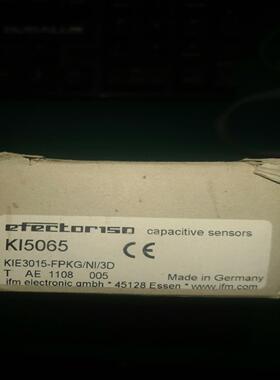 efector150 capacitive sensors
KI5065 CE
KIE3015-FPKG/NI/3D
T AE 1108 005 Made in Germany
ifm electronic gmbh * 45128 Essen * www.ifm.com